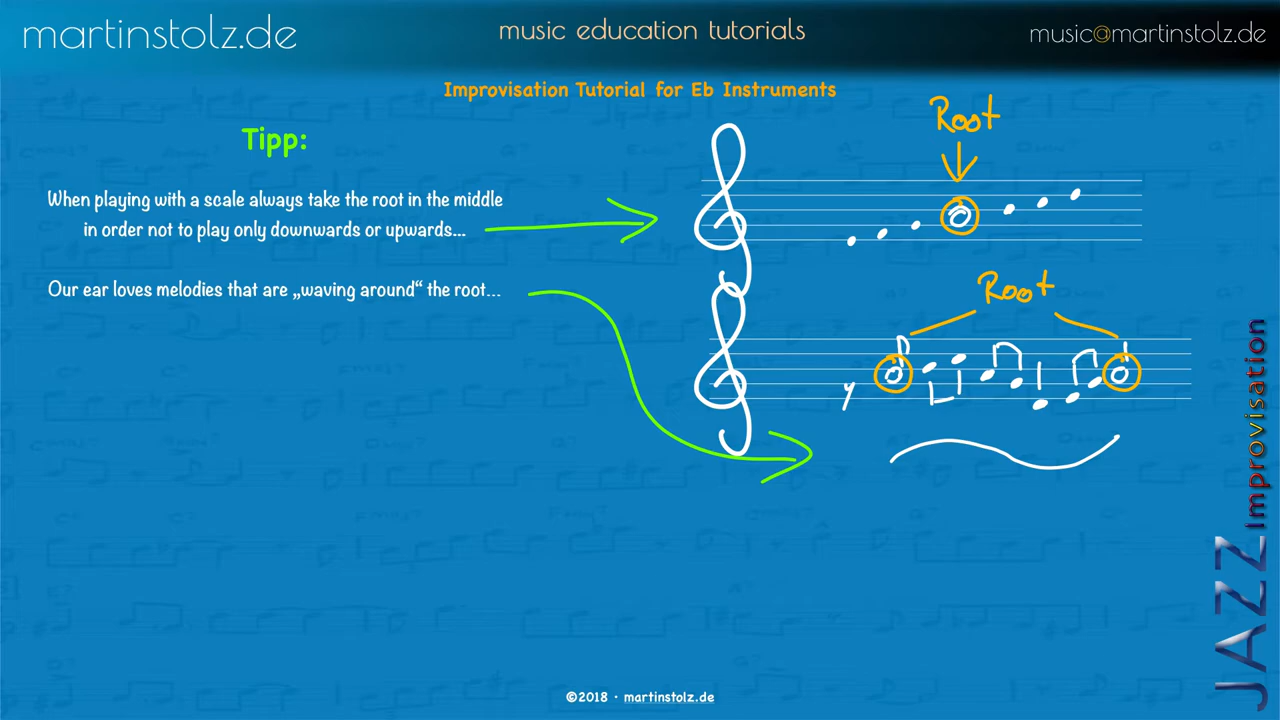 martinstolz.de
music education tutorials
music@martinstolz.de
Improvisation Tutorial for Eb Instruments
Tipp:
When playing with a scale always take the root in the middle
in order not to play only downwards or upwards...
Our ear loves melodies that are „waving around“ the root...
Root
Root
JAZZ Improvisation
©2018 · martinstolz.de